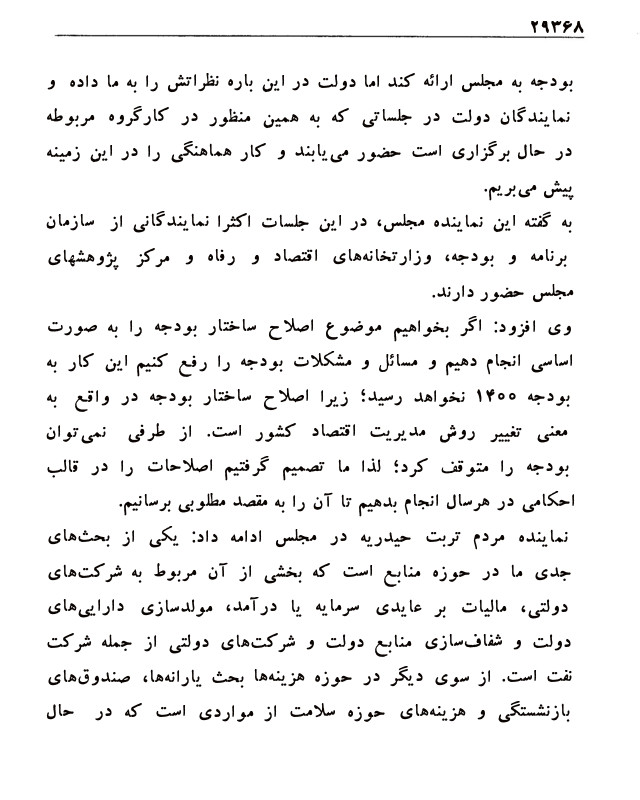 ۲۹۳۶۸
بودجه به مجلس ارائه کند اما دولت در این باره نظراتش را به ما داده و
نمایندگان دولت در جلساتی که به همین منظور در کارگروه مربوطه
در حال برگزاری است حضور می‌یابند و کار هماهنگی را در این زمینه
پیش می‌بریم.
به گفته این نماینده مجلس، در این جلسات اکثرا نمایندگانی از سازمان
برنامه و بودجه، وزارتخانه‌های اقتصاد و رفاه و مرکز پژوهشهای
مجلس حضور دارند.
وی افزود: اگر بخواهیم موضوع اصلاح ساختار بودجه را به صورت
اساسی انجام دهیم و مسائل و مشکلات بودجه را رفع کنیم این کار به
بودجه ۱۴۰۰ نخواهد رسید؛ زیرا اصلاح ساختار بودجه در واقع به
معنی تغییر روش مدیریت اقتصاد کشور است. از طرفی نمی‌توان
بودجه را متوقف کرد؛ لذا ما تصمیم گرفتیم اصلاحات را در قالب
احکامی در هرسال انجام بدهیم تا آن را به مقصد مطلوبی برسانیم.
نماینده مردم تربت حیدریه در مجلس ادامه داد: یکی از بحث‌های
جدی ما در حوزه منابع است که بخشی از آن مربوط به شرکت‌های
دولتی، مالیات بر عایدی سرمایه یا درآمد، مولدسازی دارایی‌های
دولت و شفاف‌سازی منابع دولت و شرکت‌های دولتی از جمله شرکت
نفت است. از سوی دیگر در حوزه هزینه‌ها بحث یارانه‌ها، صندوق‌های
بازنشستگی و هزینه‌های حوزه سلامت از مواردی است که در حال